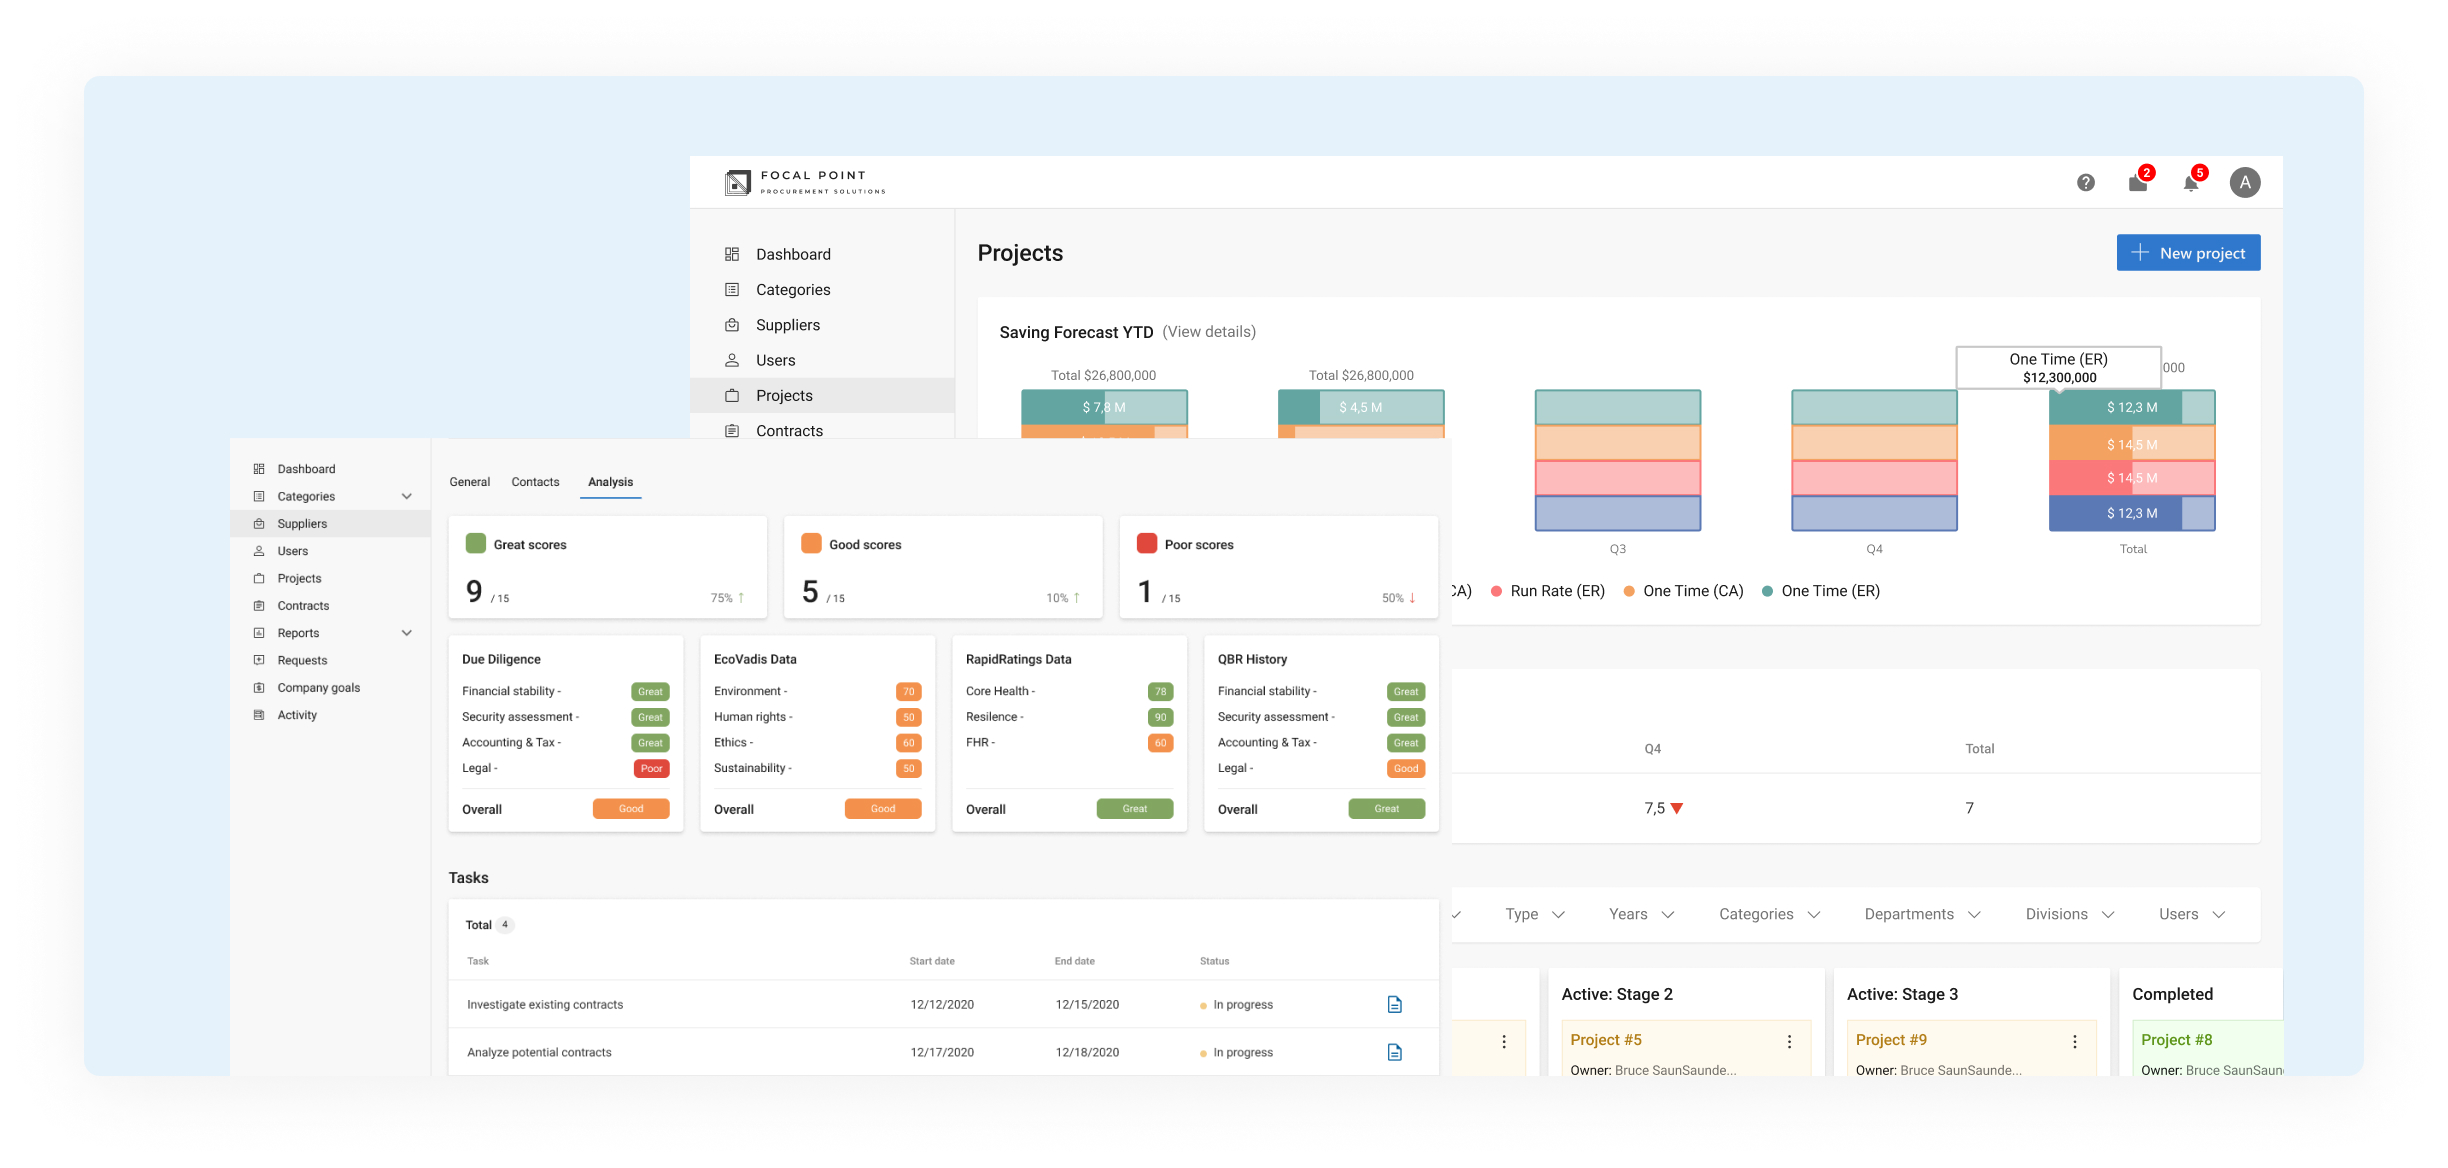 FOCAL POINT
PROCUREMENT SOLUTIONS
2
5
A
Dashboard
Categories
Suppliers
Users
Projects
Contracts
Projects
New project
Saving Forecast YTD (View details)
One Time (ER)
$12,300,000
Total $26,800,000
Total $26,800,000
000
$ 7,8 M
$ 4,5 M
$ 12,3 M
$ 14,5 M
$ 14,5 M
$ 12,3 M
Q3
Q4
Total
CA)
Run Rate (ER)
One Time (CA)
One Time (ER)
Q4
Total
7,5
7
Type
Years
Categories
Departments
Divisions
Users
Active: Stage 2
Active: Stage 3
Completed
Project #5
Project #9
Project #8
Owner: Bruce SaunSaunde...
Owner: Bruce SaunSaunde...
Owner: Bruce SaunSaun
Dashboard
Categories
Suppliers
Users
Projects
Contracts
Reports
Requests
Company goals
Activity
General
Contacts
Analysis
Great scores
9 / 15
75% ↑
Good scores
5 / 15
10% ↑
Poor scores
1 / 15
50% ↓
Due Diligence
Financial stability - Great
Security assessment - Great
Accounting & Tax - Great
Legal - Poor
Overall Good
EcoVadis Data
Environment - 70
Human rights - 50
Ethics - 60
Sustainability - 50
Overall Good
RapidRatings Data
Core Health - 78
Resilence - 90
FHR - 60
Overall Great
QBR History
Financial stability - Great
Security assessment - Great
Accounting & Tax - Great
Legal - Good
Overall Great
Tasks
Total 4
Task Start date End date Status
Investigate existing contracts 12/12/2020 12/15/2020 In progress
Analyze potential contracts 12/17/2020 12/18/2020 In progress